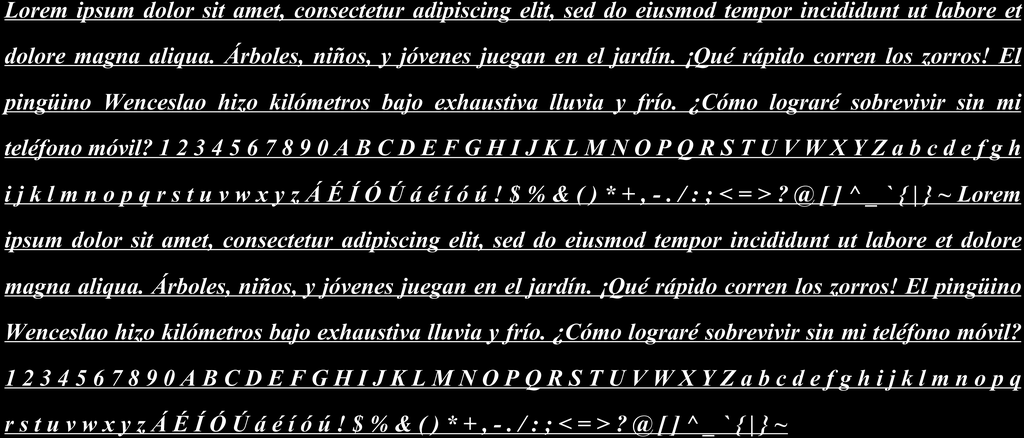 Lorem ipsum dolor sit amet, consectetur adipiscing elit, sed do eiusmod tempor incididunt ut labore et
dolore magna aliqua. Árboles, niños, y jóvenes juegan en el jardín. ¡Qué rápido corren los zorros! El
pingüino Wenceslao hizo kilómetros bajo exhaustiva lluvia y frío. ¿Cómo lograré sobrevivir sin mi
teléfono móvil? 1 2 3 4 5 6 7 8 9 0 A B C D E F G H I J K L M N O P Q R S T U V W X Y Z a b c d e f g h
i j k l m n o p q r s t u v w x y z Á É Í Ó Ú á é í ó ú ! $ % & ( ) * + , - . / : ; < = > ? @ [ ] ^ _ ` { | } ~ Lorem
ipsum dolor sit amet, consectetur adipiscing elit, sed do eiusmod tempor incididunt ut labore et dolore
magna aliqua. Árboles, niños, y jóvenes juegan en el jardín. ¡Qué rápido corren los zorros! El pingüino
Wenceslao hizo kilómetros bajo exhaustiva lluvia y frío. ¿Cómo lograré sobrevivir sin mi teléfono móvil?
1 2 3 4 5 6 7 8 9 0 A B C D E F G H I J K L M N O P Q R S T U V W X Y Z a b c d e f g h i j k l m n o p q
r s t u v w x y z Á É Í Ó Ú á é í ó ú ! $ % & ( ) * + , - . / : ; < = > ? @ [ ] ^ _ ` { | } ~